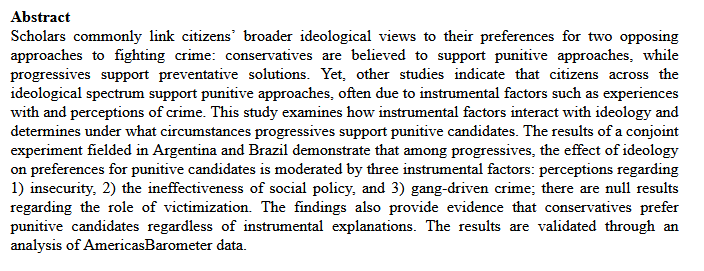 Abstract
Scholars commonly link citizens’ broader ideological views to their preferences for two opposing
approaches to fighting crime: conservatives are believed to support punitive approaches, while
progressives support preventative solutions. Yet, other studies indicate that citizens across the
ideological spectrum support punitive approaches, often due to instrumental factors such as experiences
with and perceptions of crime. This study examines how instrumental factors interact with ideology and
determines under what circumstances progressives support punitive candidates. The results of a conjoint
experiment fielded in Argentina and Brazil demonstrate that among progressives, the effect of ideology
on preferences for punitive candidates is moderated by three instrumental factors: perceptions regarding
1) insecurity, 2) the ineffectiveness of social policy, and 3) gang-driven crime; there are null results
regarding the role of victimization. The findings also provide evidence that conservatives prefer
punitive candidates regardless of instrumental explanations. The results are validated through an
analysis of AmericasBarometer data.